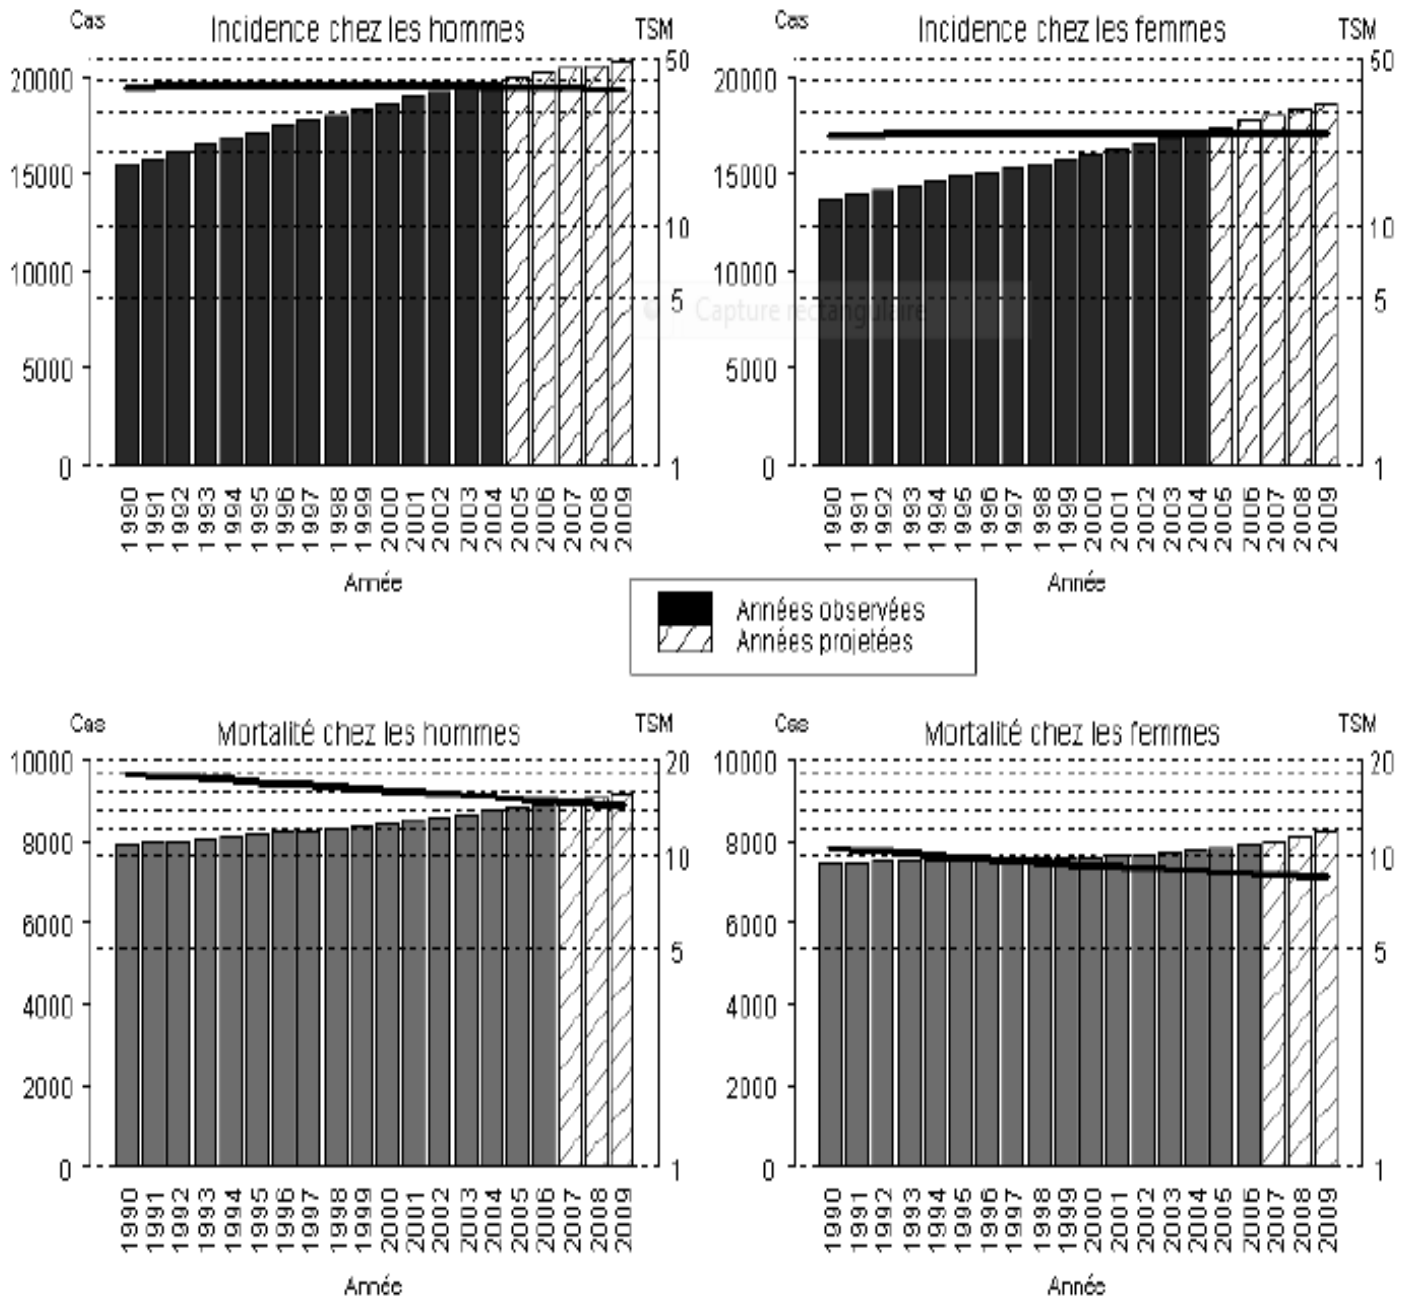 Cas Incidence chez les hommes TSM
20000
15000
10000
5000
0
50
10
5
1
1990 1991 1992 1993 1994 1995 1996 1997 1998 1999 2000 2001 2002 2003 2004 2005 2006 2007 2008 2009
Année
Cas Incidence chez les femmes TSM
20000
15000
10000
5000
0
50
10
5
1
1990 1991 1992 1993 1994 1995 1996 1997 1998 1999 2000 2001 2002 2003 2004 2005 2006 2007 2008 2009
Année
Capture rectangulaire
Années observées
Années projetées
Cas Mortalité chez les hommes TSM
10000
8000
6000
4000
2000
0
20
10
5
1
1990 1991 1992 1993 1994 1995 1996 1997 1998 1999 2000 2001 2002 2003 2004 2005 2006 2007 2008 2009
Année
Cas Mortalité chez les femmes TSM
10000
8000
6000
4000
2000
0
20
10
5
1
1990 1991 1992 1993 1994 1995 1996 1997 1998 1999 2000 2001 2002 2003 2004 2005 2006 2007 2008 2009
Année